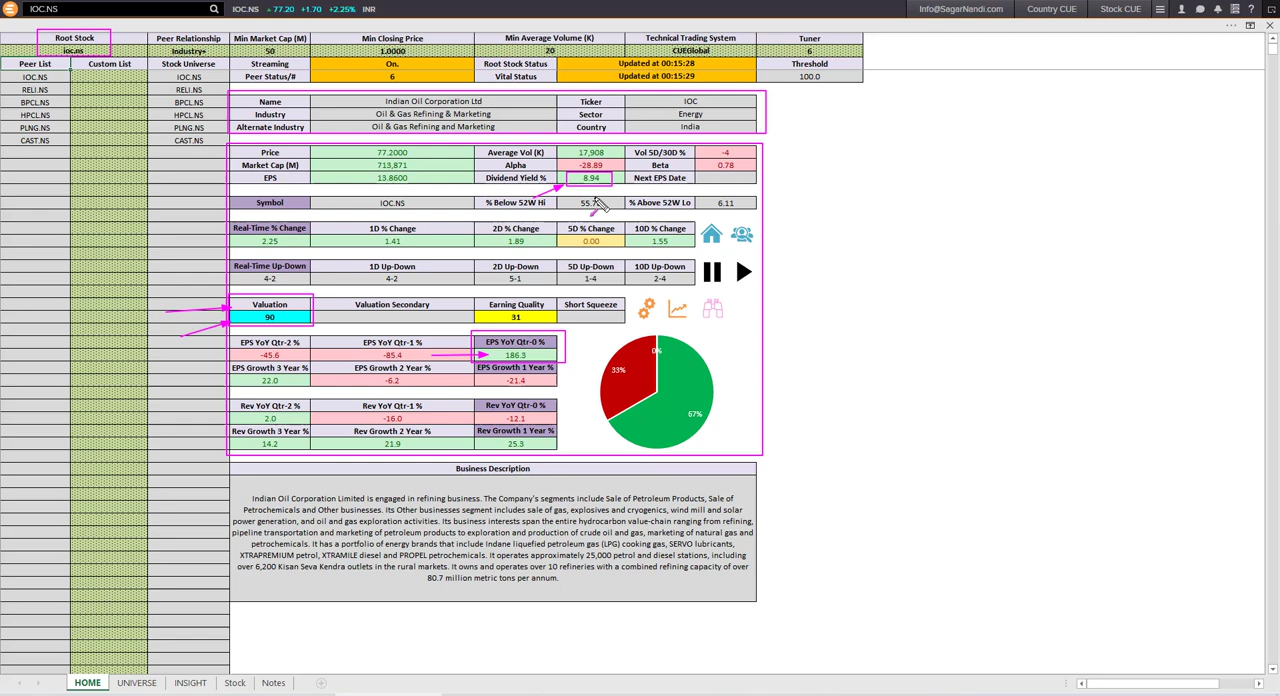 IOC.NS IOC.NS 77.20 +1.70 +2.25% INR Info@SagarNandi.com Country CUE Stock CUE
Root Stock Peer Relationship Min Market Cap (M) Min Closing Price Min Average Volume (K) Technical Trading System Tuner
ioc.ns Industry+ 50 1.0000 20 CUEGlobal 6
Peer List Custom List Stock Universe Streaming On. Root Stock Status Updated at 00:15:28 Threshold
IOC.NS IOC.NS Peer Status/# 6 Vital Status Updated at 00:15:29 100.0
RELI.NS RELI.NS
BPCL.NS BPCL.NS Name Indian Oil Corporation Ltd Ticker IOC
HPCL.NS HPCL.NS Industry Oil & Gas Refining & Marketing Sector Energy
PLNG.NS PLNG.NS Alternate Industry Oil & Gas Refining and Marketing Country India
CAST.NS CAST.NS
Price 77.2000 Average Vol (K) 17,908 Vol 5D/30D % -4
Market Cap (M) 713,871 Alpha -28.89 Beta 0.78
EPS 13.8600 Dividend Yield % 8.94 Next EPS Date
Symbol IOC.NS % Below 52W Hi % Above 52W Lo 6.11
Real-Time % Change 1D % Change 2D % Change 5D % Change 10D % Change
2.25 1.41 1.89 0.00 1.55
Real-Time Up-Down 1D Up-Down 2D Up-Down 5D Up-Down 10D Up-Down
4-2 4-2 5-1 1-4 2-4
Valuation Valuation Secondary Earning Quality Short Squeeze
90 31
EPS YoY Qtr-2 % EPS YoY Qtr-1 % EPS YoY Qtr-0 %
-45.6 -85.4 186.3
EPS Growth 3 Year % EPS Growth 2 Year % EPS Growth 1 Year %
22.0 -6.2 -21.4
0%
33%
67%
Rev YoY Qtr-2 % Rev YoY Qtr-1 % Rev YoY Qtr-0 %
2.0 -16.0 -12.1
Rev Growth 3 Year % Rev Growth 2 Year % Rev Growth 1 Year %
14.2 21.9 25.3
Business Description
Indian Oil Corporation Limited is engaged in refining business. The Company's segments include Sale of Petroleum Products, Sale of
Petrochemicals and Other businesses. Its Other businesses segment includes sale of gas, explosives and cryogenics, wind mill and solar
power generation, and oil and gas exploration activities. Its business interests span the entire hydrocarbon value-chain ranging from refining,
pipeline transportation and marketing of petroleum products to exploration and production of crude oil and gas, marketing of natural gas and
petrochemicals. It has a portfolio of energy brands that include Indane liquefied petroleum gas (LPG) cooking gas, SERVO lubricants,
XTRAPREMIUM petrol, XTRAMILE diesel and PROPEL petrochemicals. It operates approximately 25,000 petrol and diesel stations, including
over 6,200 Kisan Seva Kendra outlets in the rural markets. It owns and operates over 10 refineries with a combined refining capacity of over
80.7 million metric tons per annum.
HOME UNIVERSE INSIGHT Stock Notes